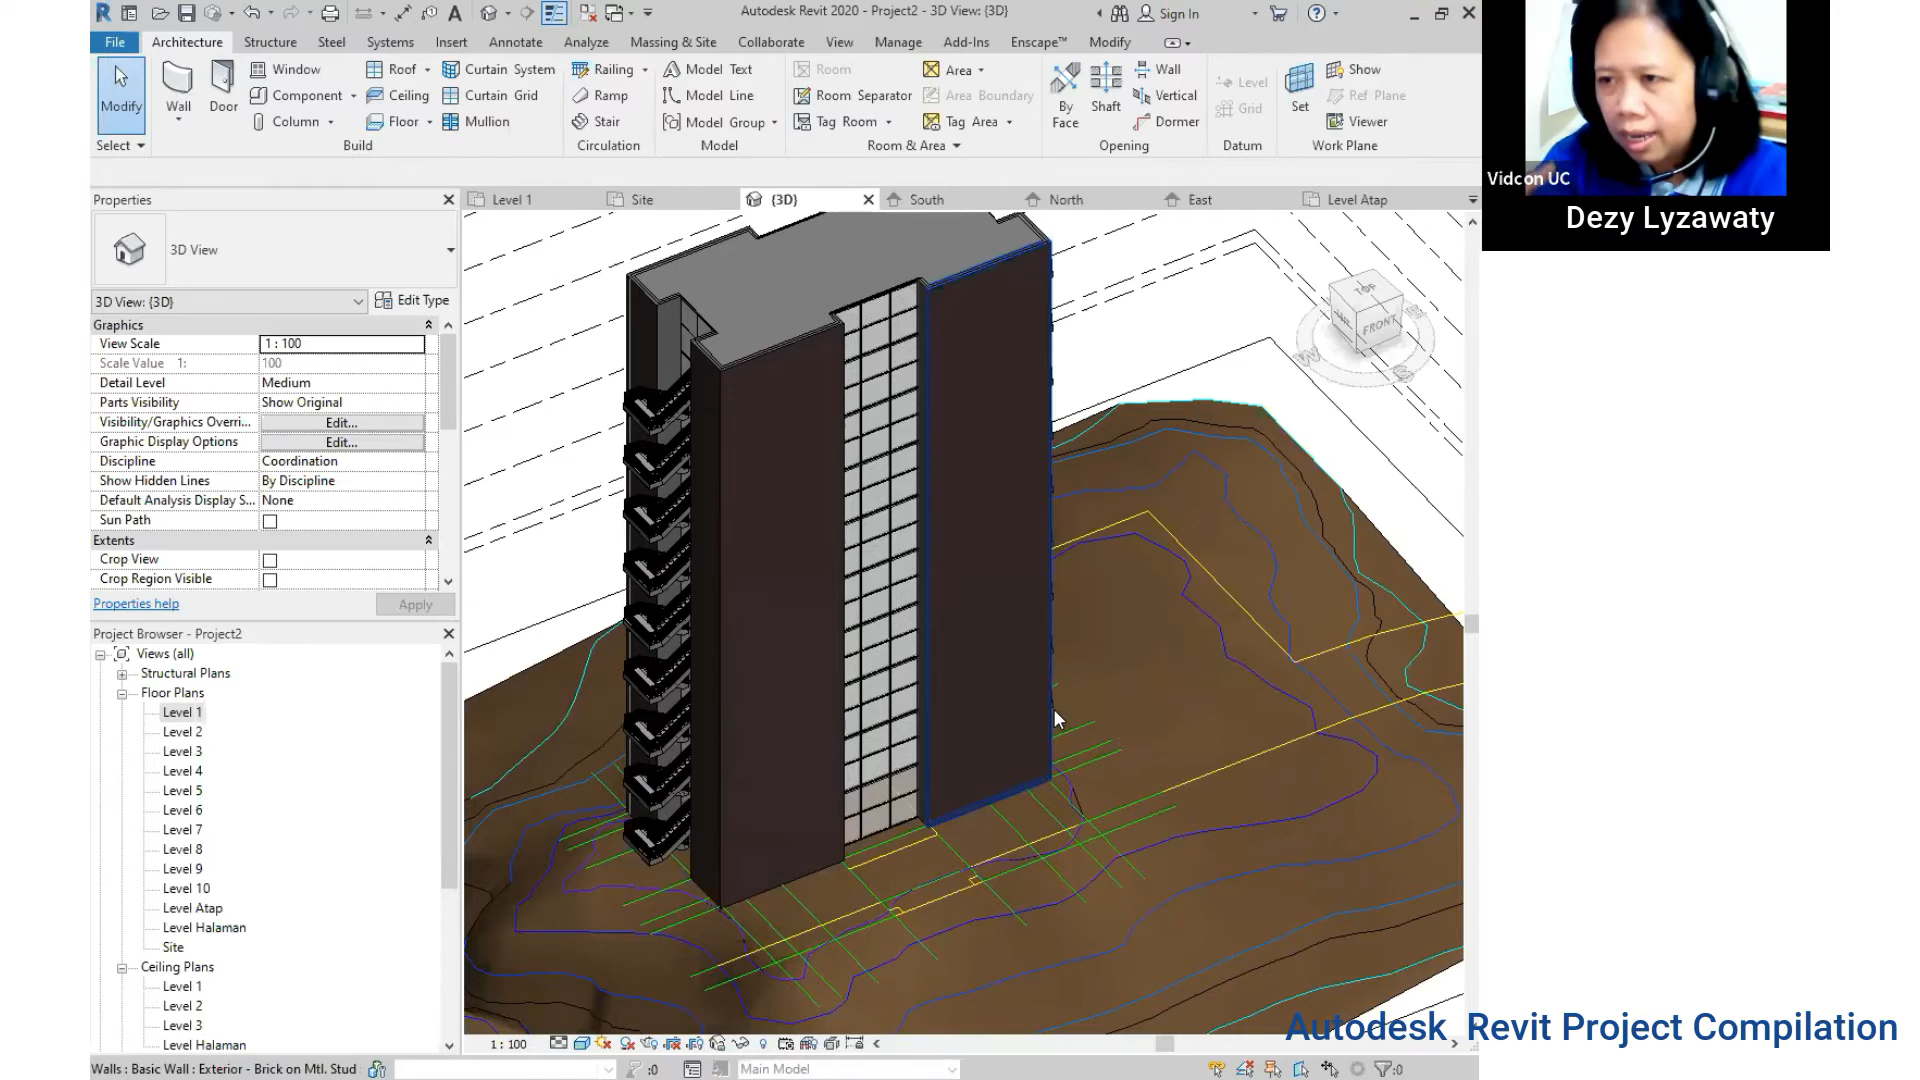 Autodesk Revit 2020 - Project2 - 3D View: {3D}
Sign In
File Architecture Structure Steel Systems Insert Annotate Analyze Massing & Site Collaborate View Manage Add-Ins Enscape™ Modify
Modify
Wall
Door
Window
Component
Column
Roof
Ceiling
Floor
Curtain System
Curtain Grid
Mullion
Railing
Ramp
Stair
Model Text
Model Line
Model Group
Room
Room Separator
Tag Room
Area
Area Boundary
Tag Area
By Face
Shaft
Wall
Vertical
Dormer
Level
Grid
Set
Show
Ref Plane
Viewer
Select Build Circulation Model Room & Area Opening Datum Work Plane
Vidcon UC
Dezy Lyzawaty
Properties
3D View
3D View: {3D} Edit Type
Graphics
View Scale 1 : 100
Scale Value 1: 100
Detail Level Medium
Parts Visibility Show Original
Visibility/Graphics Overri... Edit...
Graphic Display Options Edit...
Discipline Coordination
Show Hidden Lines By Discipline
Default Analysis Display S... None
Sun Path
Extents
Crop View
Crop Region Visible
Properties help Apply
Level 1 Site {3D} South North East Level Atap
TOP
FRONT
W
S
Project Browser - Project2
Views (all)
Structural Plans
Floor Plans
Level 1
Level 2
Level 3
Level 4
Level 5
Level 6
Level 7
Level 8
Level 9
Level 10
Level Atap
Level Halaman
Site
Ceiling Plans
Level 1
Level 2
Level 3
Level Halaman
1 : 100
Walls : Basic Wall : Exterior - Brick on Mtl. Stud
:0
Main Model
:0
Autodesk Revit Project Compilation